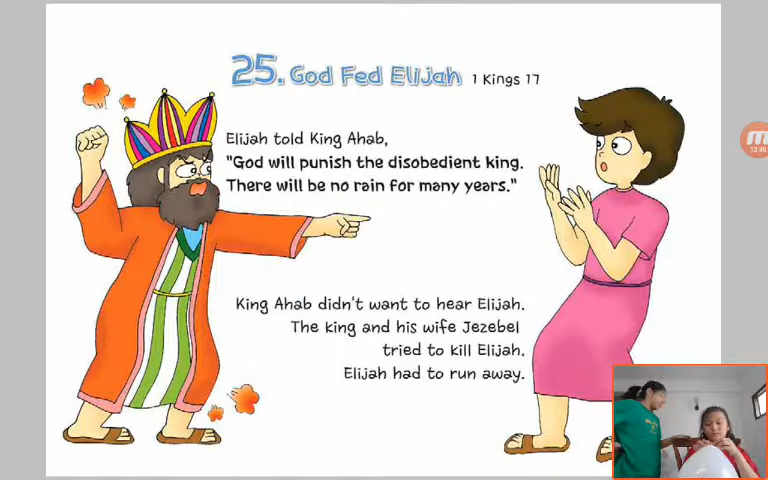 25. God Fed Elijah 1 Kings 17
Elijah told King Ahab,
"God will punish the disobedient king.
There will be no rain for many years."
King Ahab didn't want to hear Elijah.
The king and his wife Jezebel
tried to kill Elijah.
Elijah had to run away.